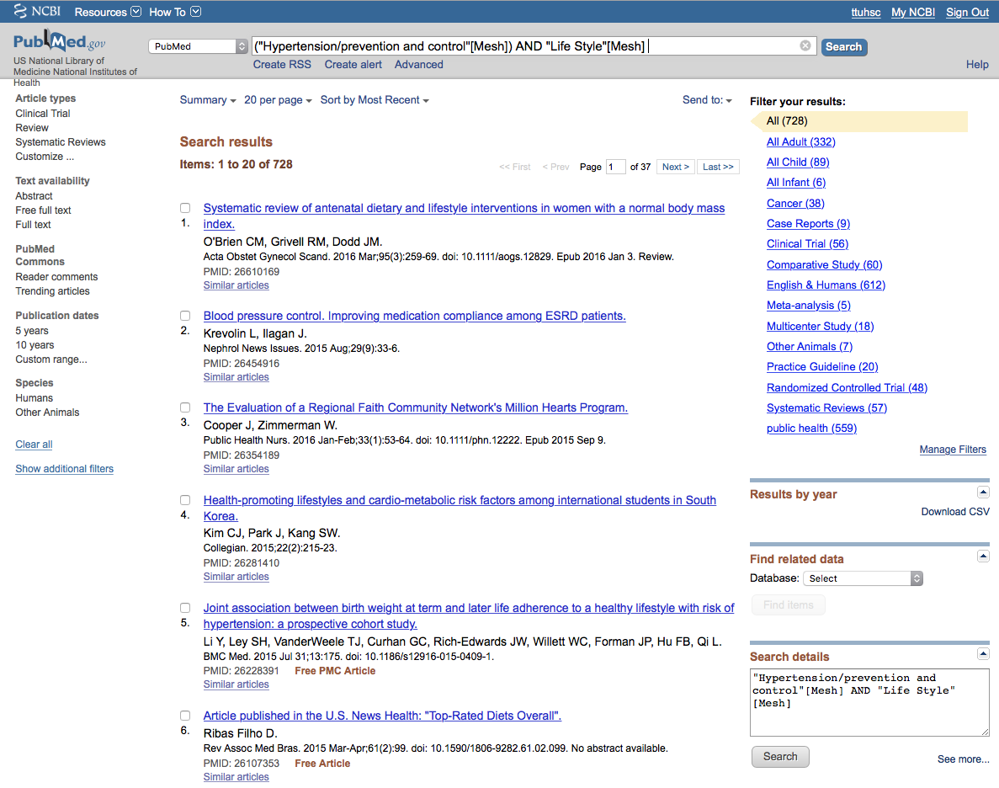 NCBI Resources How To ttuhsc My NCBI Sign Out
PubMed.gov
US National Library of
Medicine National Institutes of
Health
PubMed ("Hypertension/prevention and control"[Mesh]) AND "Life Style"[Mesh] Search
Create RSS Create alert Advanced Help
Article types
Clinical Trial
Review
Systematic Reviews
Customize ...
Text availability
Abstract
Free full text
Full text
PubMed
Commons
Reader comments
Trending articles
Publication dates
5 years
10 years
Custom range...
Species
Humans
Other Animals
Clear all
Show additional filters
Summary 20 per page Sort by Most Recent Send to:
Search results
Items: 1 to 20 of 728
<< First < Prev Page 1 of 37 Next > Last >>
Systematic review of antenatal dietary and lifestyle interventions in women with a normal body mass
1. index.
O'Brien CM, Grivell RM, Dodd JM.
Acta Obstet Gynecol Scand. 2016 Mar;95(3):259-69. doi: 10.1111/aogs.12829. Epub 2016 Jan 3. Review.
PMID: 26610169
Similar articles
Blood pressure control. Improving medication compliance among ESRD patients.
2. Krevolin L, Ilagan J.
Nephrol News Issues. 2015 Aug;29(9):33-6.
PMID: 26454916
Similar articles
The Evaluation of a Regional Faith Community Network's Million Hearts Program.
3. Cooper J, Zimmerman W.
Public Health Nurs. 2016 Jan-Feb;33(1):53-64. doi: 10.1111/phn.12222. Epub 2015 Sep 9.
PMID: 26354189
Similar articles
Health-promoting lifestyles and cardio-metabolic risk factors among international students in South
4. Korea.
Kim CJ, Park J, Kang SW.
Collegian. 2015;22(2):215-23.
PMID: 26281410
Similar articles
Joint association between birth weight at term and later life adherence to a healthy lifestyle with risk of
5. hypertension: a prospective cohort study.
Li Y, Ley SH, VanderWeele TJ, Curhan GC, Rich-Edwards JW, Willett WC, Forman JP, Hu FB, Qi L.
BMC Med. 2015 Jul 31;13:175. doi: 10.1186/s12916-015-0409-1.
PMID: 26228391 Free PMC Article
Similar articles
Article published in the U.S. News Health: "Top-Rated Diets Overall".
6. Ribas Filho D.
Rev Assoc Med Bras. 2015 Mar-Apr;61(2):99. doi: 10.1590/1806-9282.61.02.099. No abstract available.
PMID: 26107353 Free Article
Similar articles
Filter your results:
All (728)
All Adult (332)
All Child (89)
All Infant (6)
Cancer (38)
Case Reports (9)
Clinical Trial (56)
Comparative Study (60)
English & Humans (612)
Meta-analysis (5)
Multicenter Study (18)
Other Animals (7)
Practice Guideline (20)
Randomized Controlled Trial (48)
Systematic Reviews (57)
public health (559)
Manage Filters
Results by year
Download CSV
Find related data
Database: Select
Find items
Search details
"Hypertension/prevention and
control"[Mesh] AND "Life Style"
[Mesh]
Search See more...